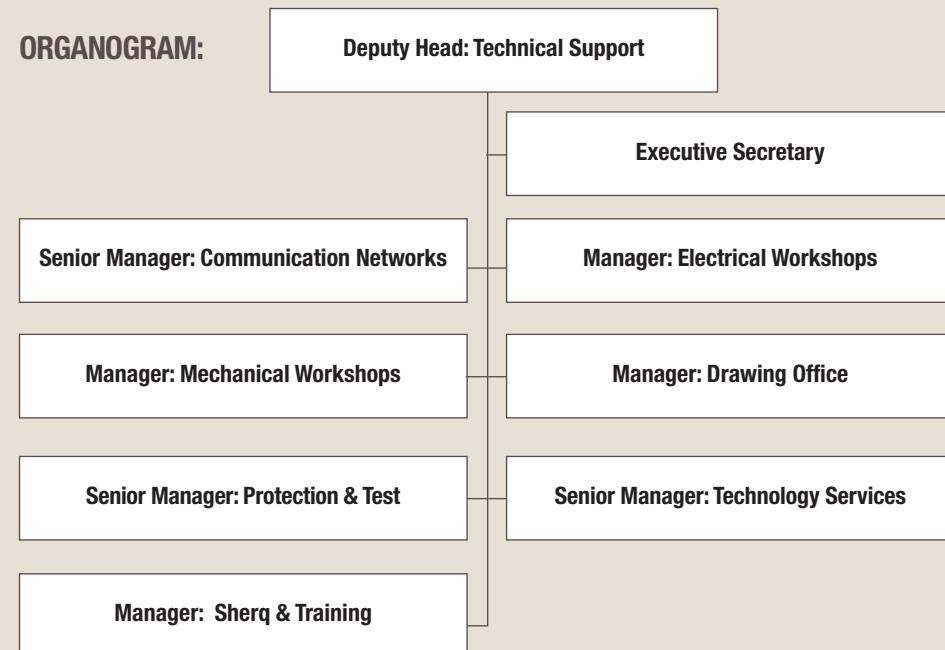 ORGANOGRAM:
Deputy Head: Technical Support
Executive Secretary
Senior Manager: Communication Networks
Manager: Electrical Workshops
Manager: Mechanical Workshops
Manager: Drawing Office
Senior Manager: Protection & Test
Senior Manager: Technology Services
Manager: Sherq & Training